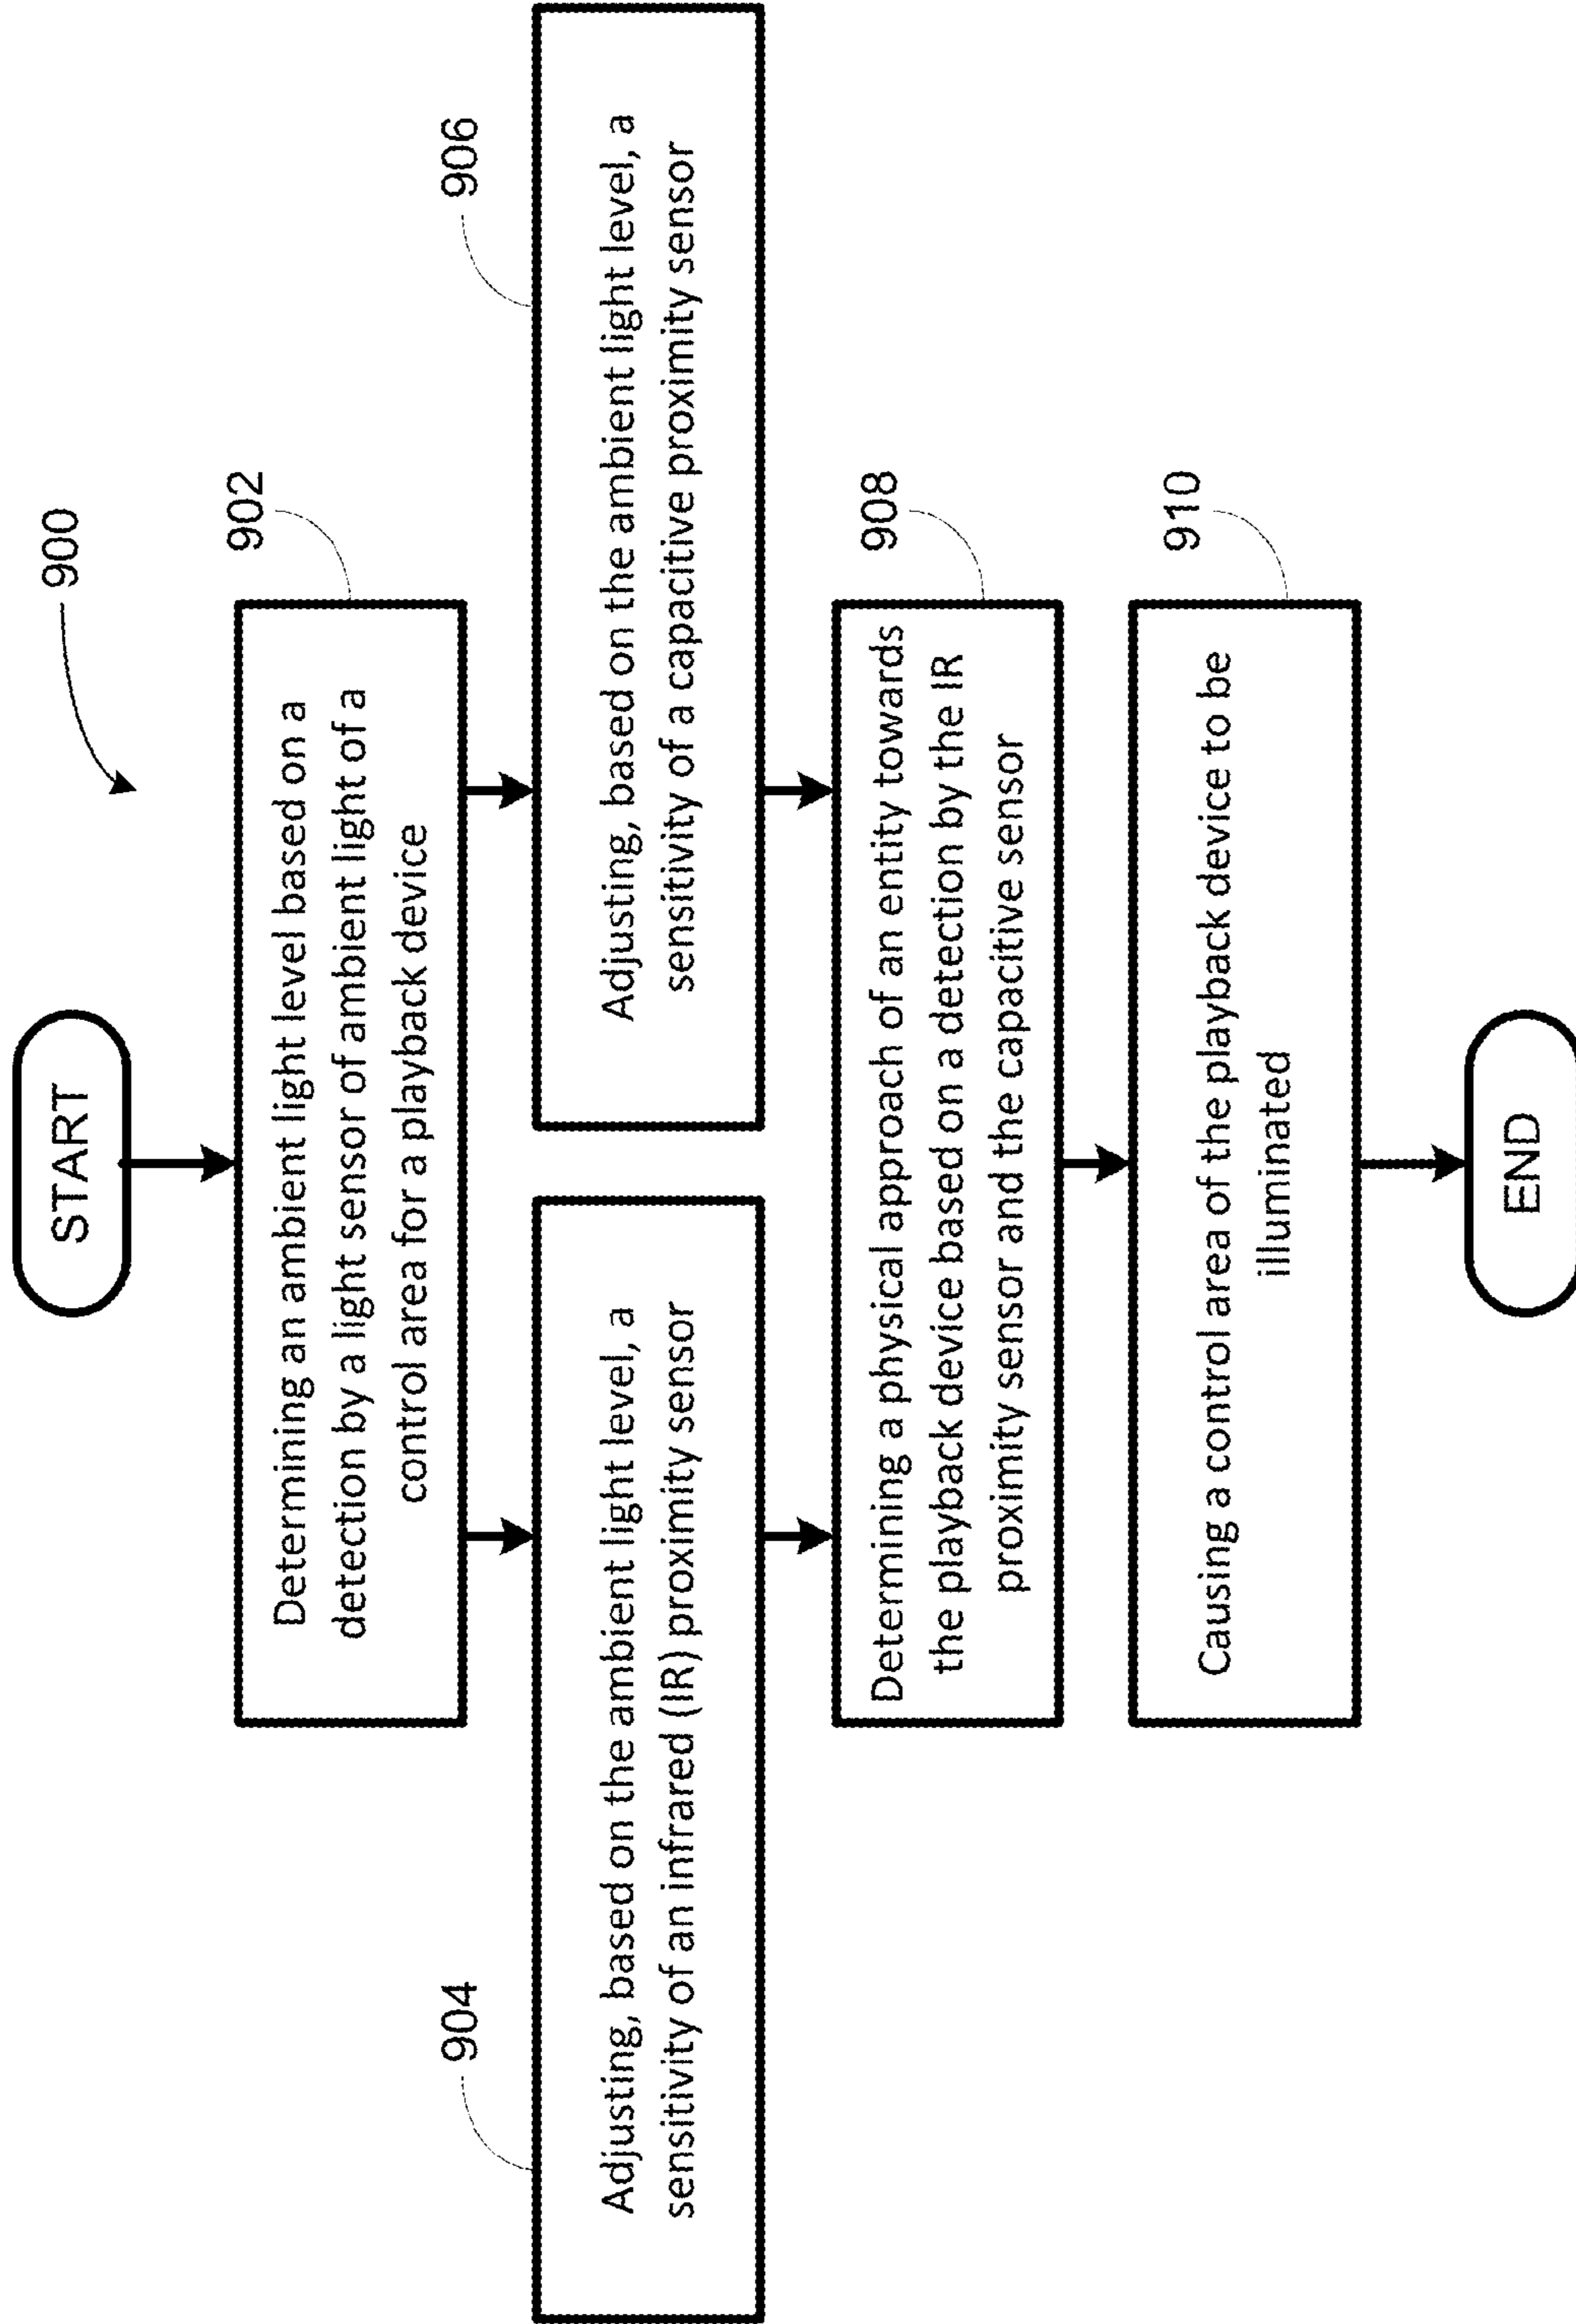 900
START
902
Determining an ambient light level based on a
detection by a light sensor of ambient light of a
control area for a playback device
904
Adjusting, based on the ambient light level, a
sensitivity of an infrared (IR) proximity sensor
906
Adjusting, based on the ambient light level, a
sensitivity of a capacitive proximity sensor
908
Determining a physical approach of an entity towards
the playback device based on a detection by the IR
proximity sensor and the capacitive sensor
910
Causing a control area of the playback device to be
illuminated
END